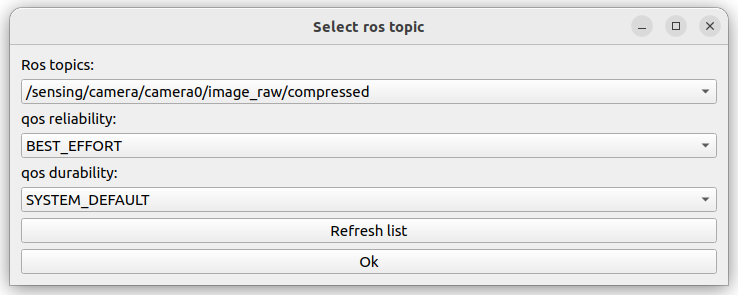 Select ros topic
Ros topics:
/sensing/camera/camera0/image_raw/compressed
qos reliability:
BEST_EFFORT
qos durability:
SYSTEM_DEFAULT
Refresh list
Ok